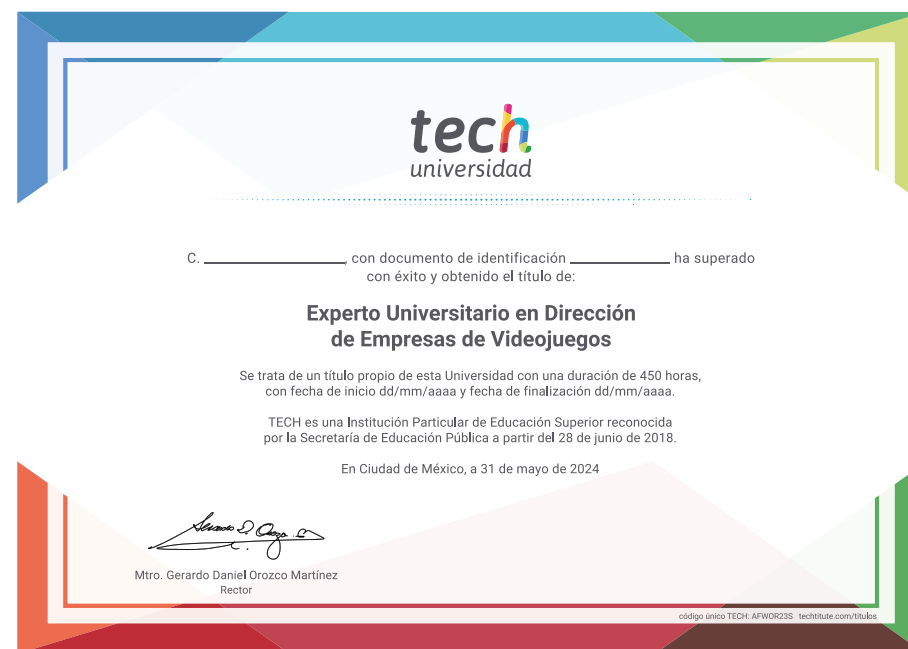 tech
universidad
C. ________________, con documento de identificación ___________ ha superado
con éxito y obtenido el título de:
Experto Universitario en Dirección
de Empresas de Videojuegos
Se trata de un título propio de esta Universidad con una duración de 450 horas,
con fecha de inicio dd/mm/aaaa y fecha de finalización dd/mm/aaaa.
TECH es una Institución Particular de Educación Superior reconocida
por la Secretaría de Educación Pública a partir del 28 de junio de 2018.
En Ciudad de México, a 31 de mayo de 2024
Mtro. Gerardo Daniel Orozco Martínez
Rector
código único TECH: AFWOR23S techtitute.com/titulos